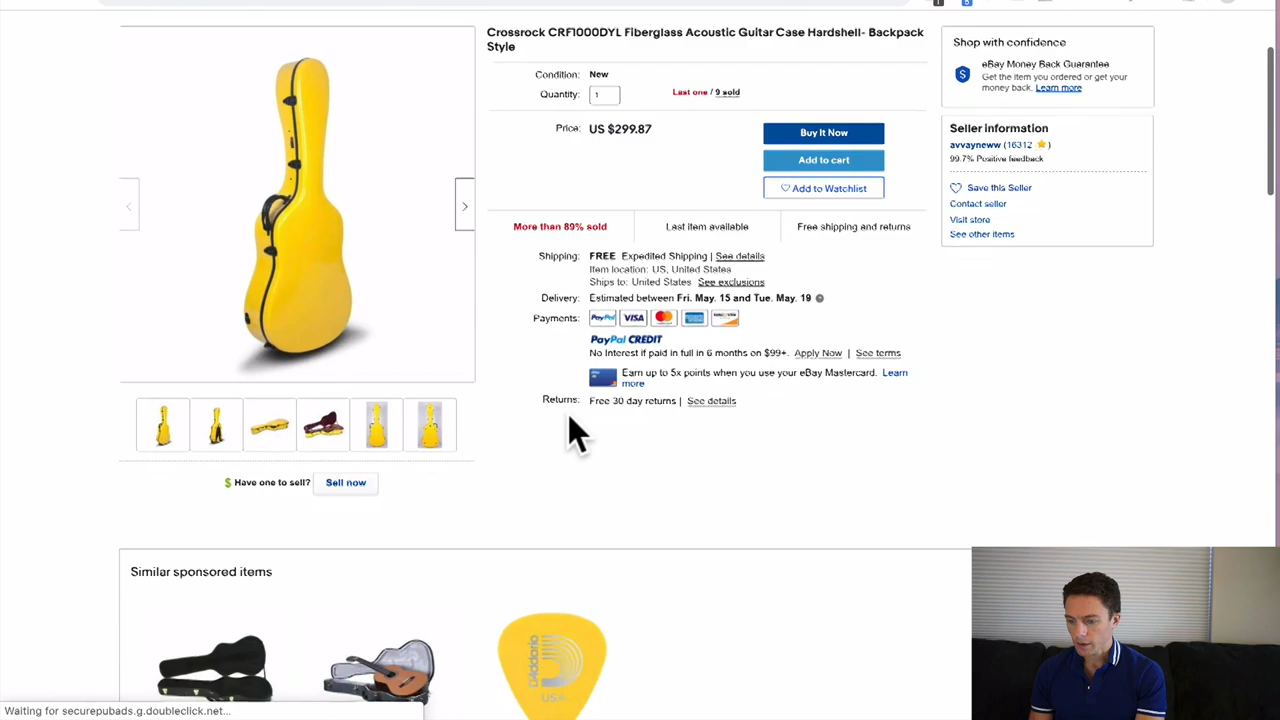 Crossrock CRF1000DYL Fiberglass Acoustic Guitar Case Hardshell- Backpack
Style
Condition: New
Quantity: 1
Last one / 9 sold
Price: US $299.87
Buy It Now
Add to cart
Add to Watchlist
More than 89% sold
Last item available
Free shipping and returns
Shipping: FREE Expedited Shipping | See details
Item location: US, United States
Ships to: United States See exclusions
Delivery: Estimated between Fri. May. 15 and Tue. May. 19
Payments: PayPal VISA
PayPal CREDIT
No Interest if paid in full in 6 months on $99+. Apply Now | See terms
Earn up to 5x points when you use your eBay Mastercard. Learn
more
Returns: Free 30 day returns | See details
Shop with confidence
eBay Money Back Guarantee
Get the item you ordered or get your
money back. Learn more
Seller information
avvayneww (16312)
99.7% Positive feedback
Save this Seller
Contact seller
Visit store
See other items
$ Have one to sell? Sell now
Similar sponsored items
D'Addario
USA
Waiting for securepubads.g.doubleclick.net...